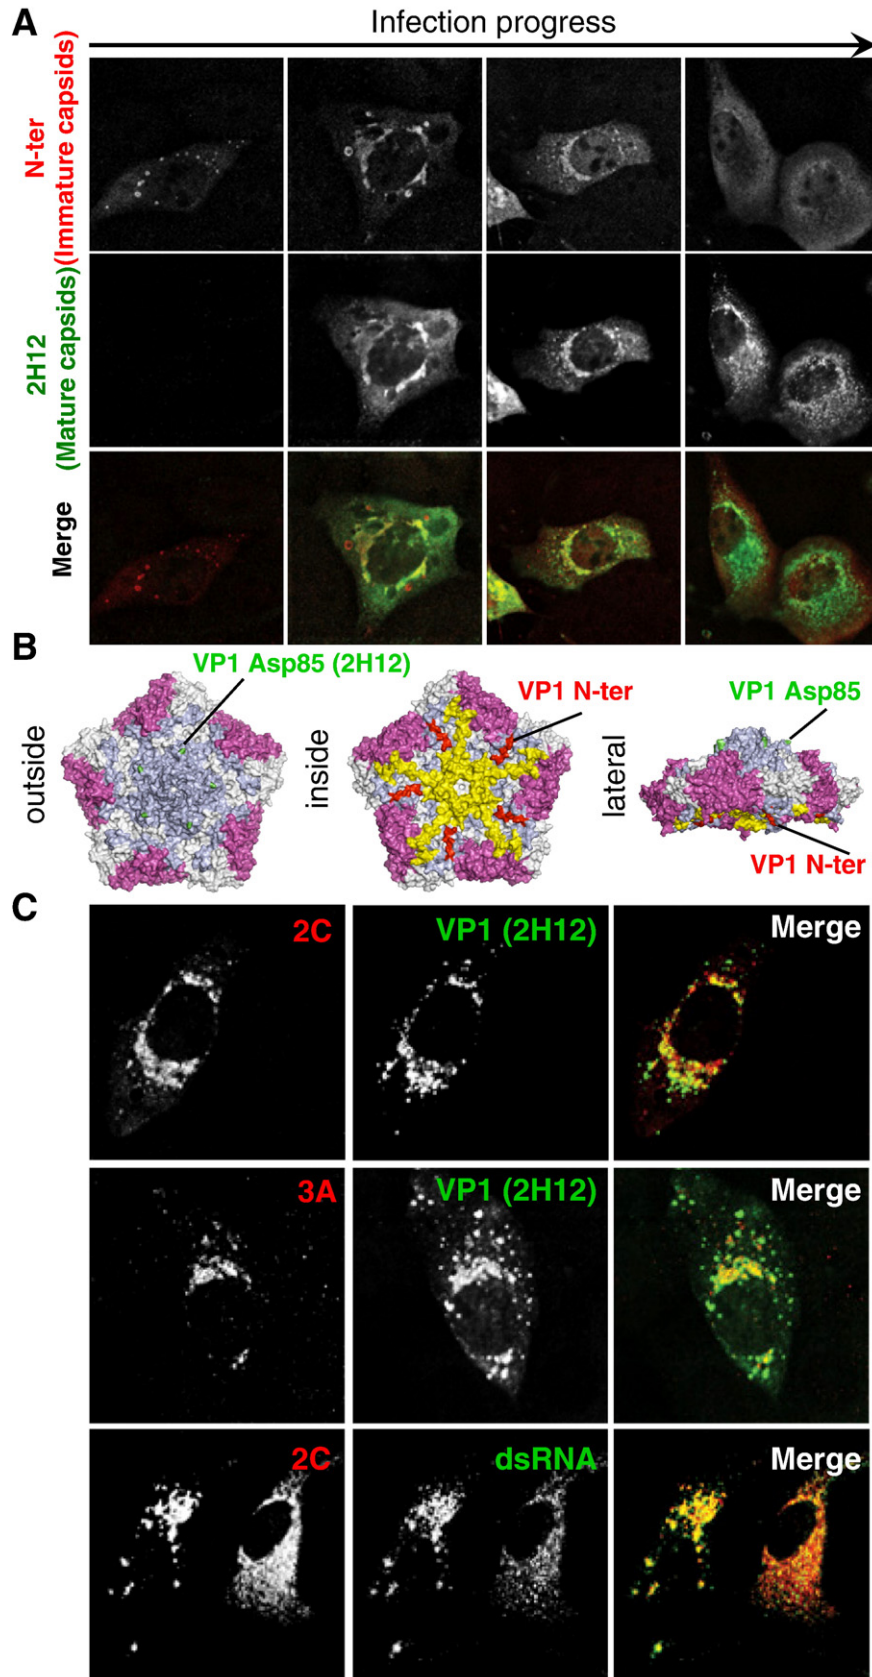 A
Infection progress
N-ter
(Immature capsids)
2H12
(Mature capsids)
Merge
B
VP1 Asp85 (2H12)
outside
VP1 N-ter
inside
VP1 Asp85
lateral
VP1 N-ter
C
2C
VP1 (2H12)
Merge
3A
VP1 (2H12)
Merge
2C
dsRNA
Merge